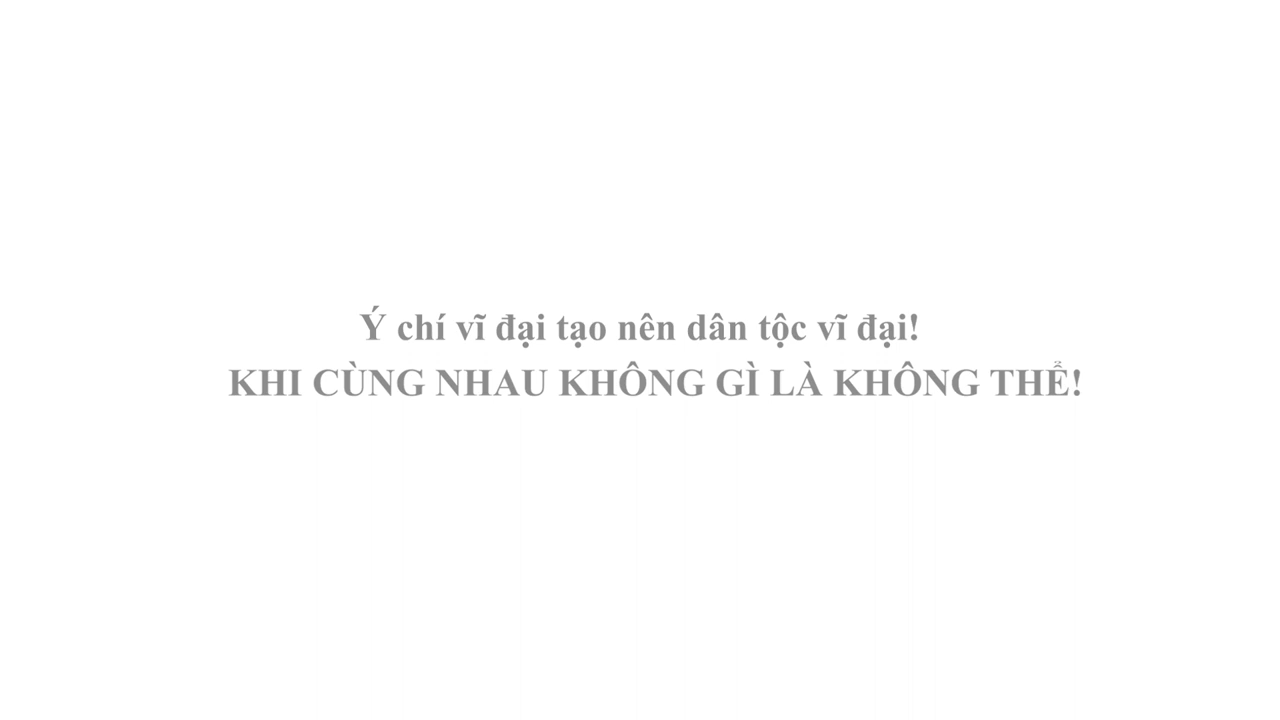 Ý chí vĩ đại tạo nên dân tộc vĩ đại!
KHI CÙNG NHAU KHÔNG GÌ LÀ KHÔNG THỂ!